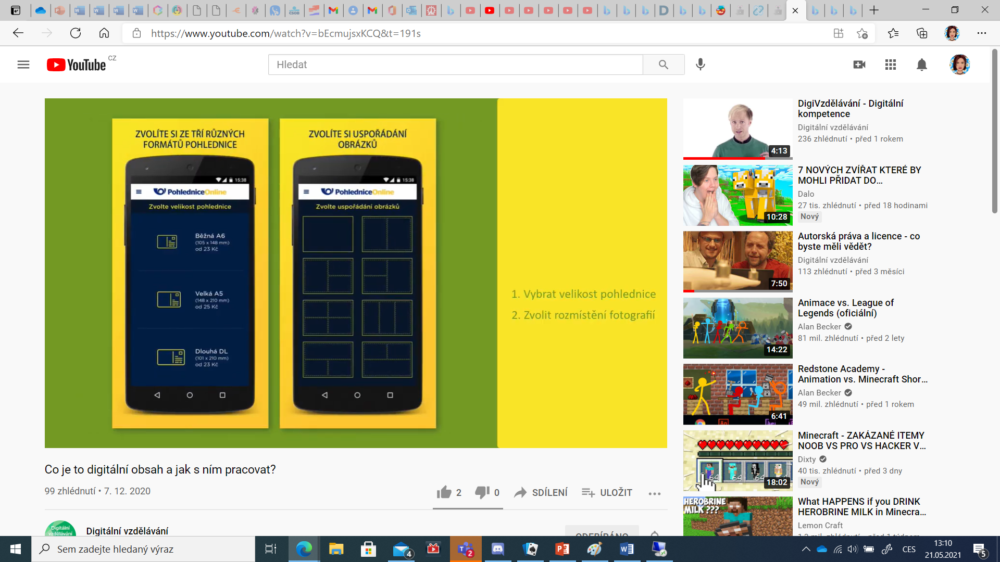 https://www.youtube.com/watch?v=bEcmujsxKCQ&t=191s
YouTube CZ
Hledat
ZVOLÍTE SI ZE TŘÍ RŮZNÝCH
FORMÁTŮ POHLEDNICE
15:38
PohledniceOnline
Zvolte velikost pohlednice
Běžná A6
(105 x 148 mm)
od 23 Kč
Velká A5
(148 x 210 mm)
od 25 Kč
Dlouhá DL
(101 x 210 mm)
od 23 Kč
ZVOLÍTE SI USPOŘÁDÁNÍ
OBRÁZKŮ
15:38
PohledniceOnline
Zvolte uspořádání obrázků
1. Vybrat velikost pohlednice
2. Zvolit rozmístění fotografií
Co je to digitální obsah a jak s ním pracovat?
99 zhlédnutí • 7. 12. 2020
2
0
SDÍLENÍ
ULOŽIT
Digitální
vzdělávání
Digitální vzdělávání
ODEBÍRÁNO
4:13
DigiVzdělávání - Digitální
kompetence
Digitální vzdělávání
236 zhlédnutí • před 1 rokem
10:28
7 NOVÝCH ZVÍŘAT KTERÉ BY
MOHLI PŘIDAT DO...
Dalo
27 tis. zhlédnutí • před 18 hodinami
Nový
7:50
Autorská práva a licence - co
byste měli vědět?
Digitální vzdělávání
113 zhlédnutí • před 3 měsíci
14:22
Animace vs. League of
Legends (oficiální)
Alan Becker
81 mil. zhlédnutí • před 2 lety
6:41
Redstone Academy -
Animation vs. Minecraft Shor...
Alan Becker
49 mil. zhlédnutí • před 1 rokem
64 64 64 64
18:02
Minecraft - ZAKÁZANÉ ITEMY
NOOB VS PRO VS HACKER V...
Dixty
40 tis. zhlédnutí • před 3 dny
Nový
HEROBRINE
MILK ???
What HAPPENS if you DRINK
HEROBRINE MILK in Minecra...
Lemon Craft
1,2 mil. zhlédnutí • před 1 týdnem
Sem zadejte hledaný výraz
4
2
CES
13:10
21.05.2021
5